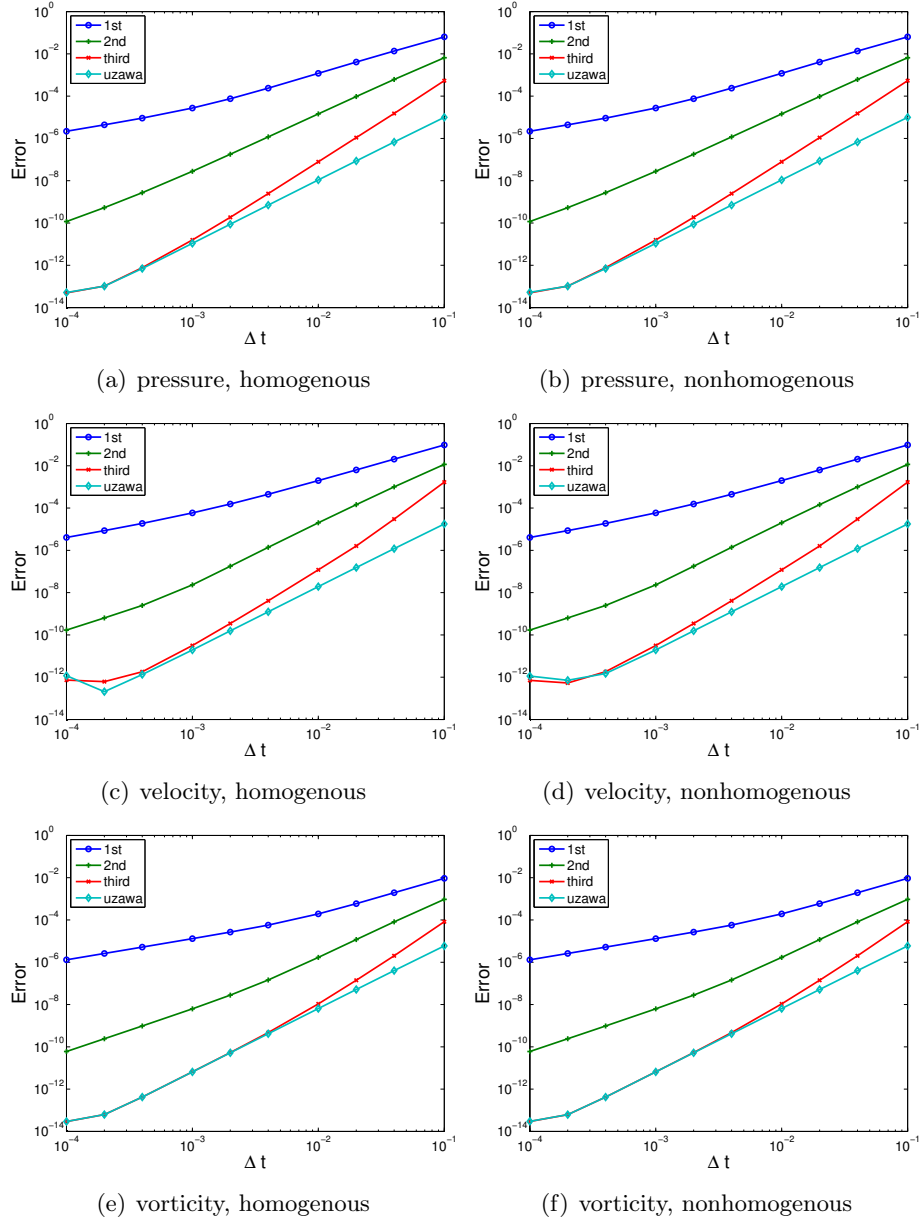 1st
2nd
third
uzawa
10^0
10^−2
10^−4
10^−6
10^−8
10^−10
10^−12
10^−14
Error
10^−4
10^−3
10^−2
10^−1
Δ t
(a) pressure, homogenous
1st
2nd
third
uzawa
10^0
10^−2
10^−4
10^−6
10^−8
10^−10
10^−12
10^−14
Error
10^−4
10^−3
10^−2
10^−1
Δ t
(b) pressure, nonhomogenous
1st
2nd
third
uzawa
10^0
10^−2
10^−4
10^−6
10^−8
10^−10
10^−12
10^−14
Error
10^−4
10^−3
10^−2
10^−1
Δ t
(c) velocity, homogenous
1st
2nd
third
uzawa
10^0
10^−2
10^−4
10^−6
10^−8
10^−10
10^−12
10^−14
Error
10^−4
10^−3
10^−2
10^−1
Δ t
(d) velocity, nonhomogenous
1st
2nd
third
uzawa
10^0
10^−2
10^−4
10^−6
10^−8
10^−10
10^−12
10^−14
Error
10^−4
10^−3
10^−2
10^−1
Δ t
(e) vorticity, homogenous
1st
2nd
third
uzawa
10^0
10^−2
10^−4
10^−6
10^−8
10^−10
10^−12
10^−14
Error
10^−4
10^−3
10^−2
10^−1
Δ t
(f) vorticity, nonhomogenous